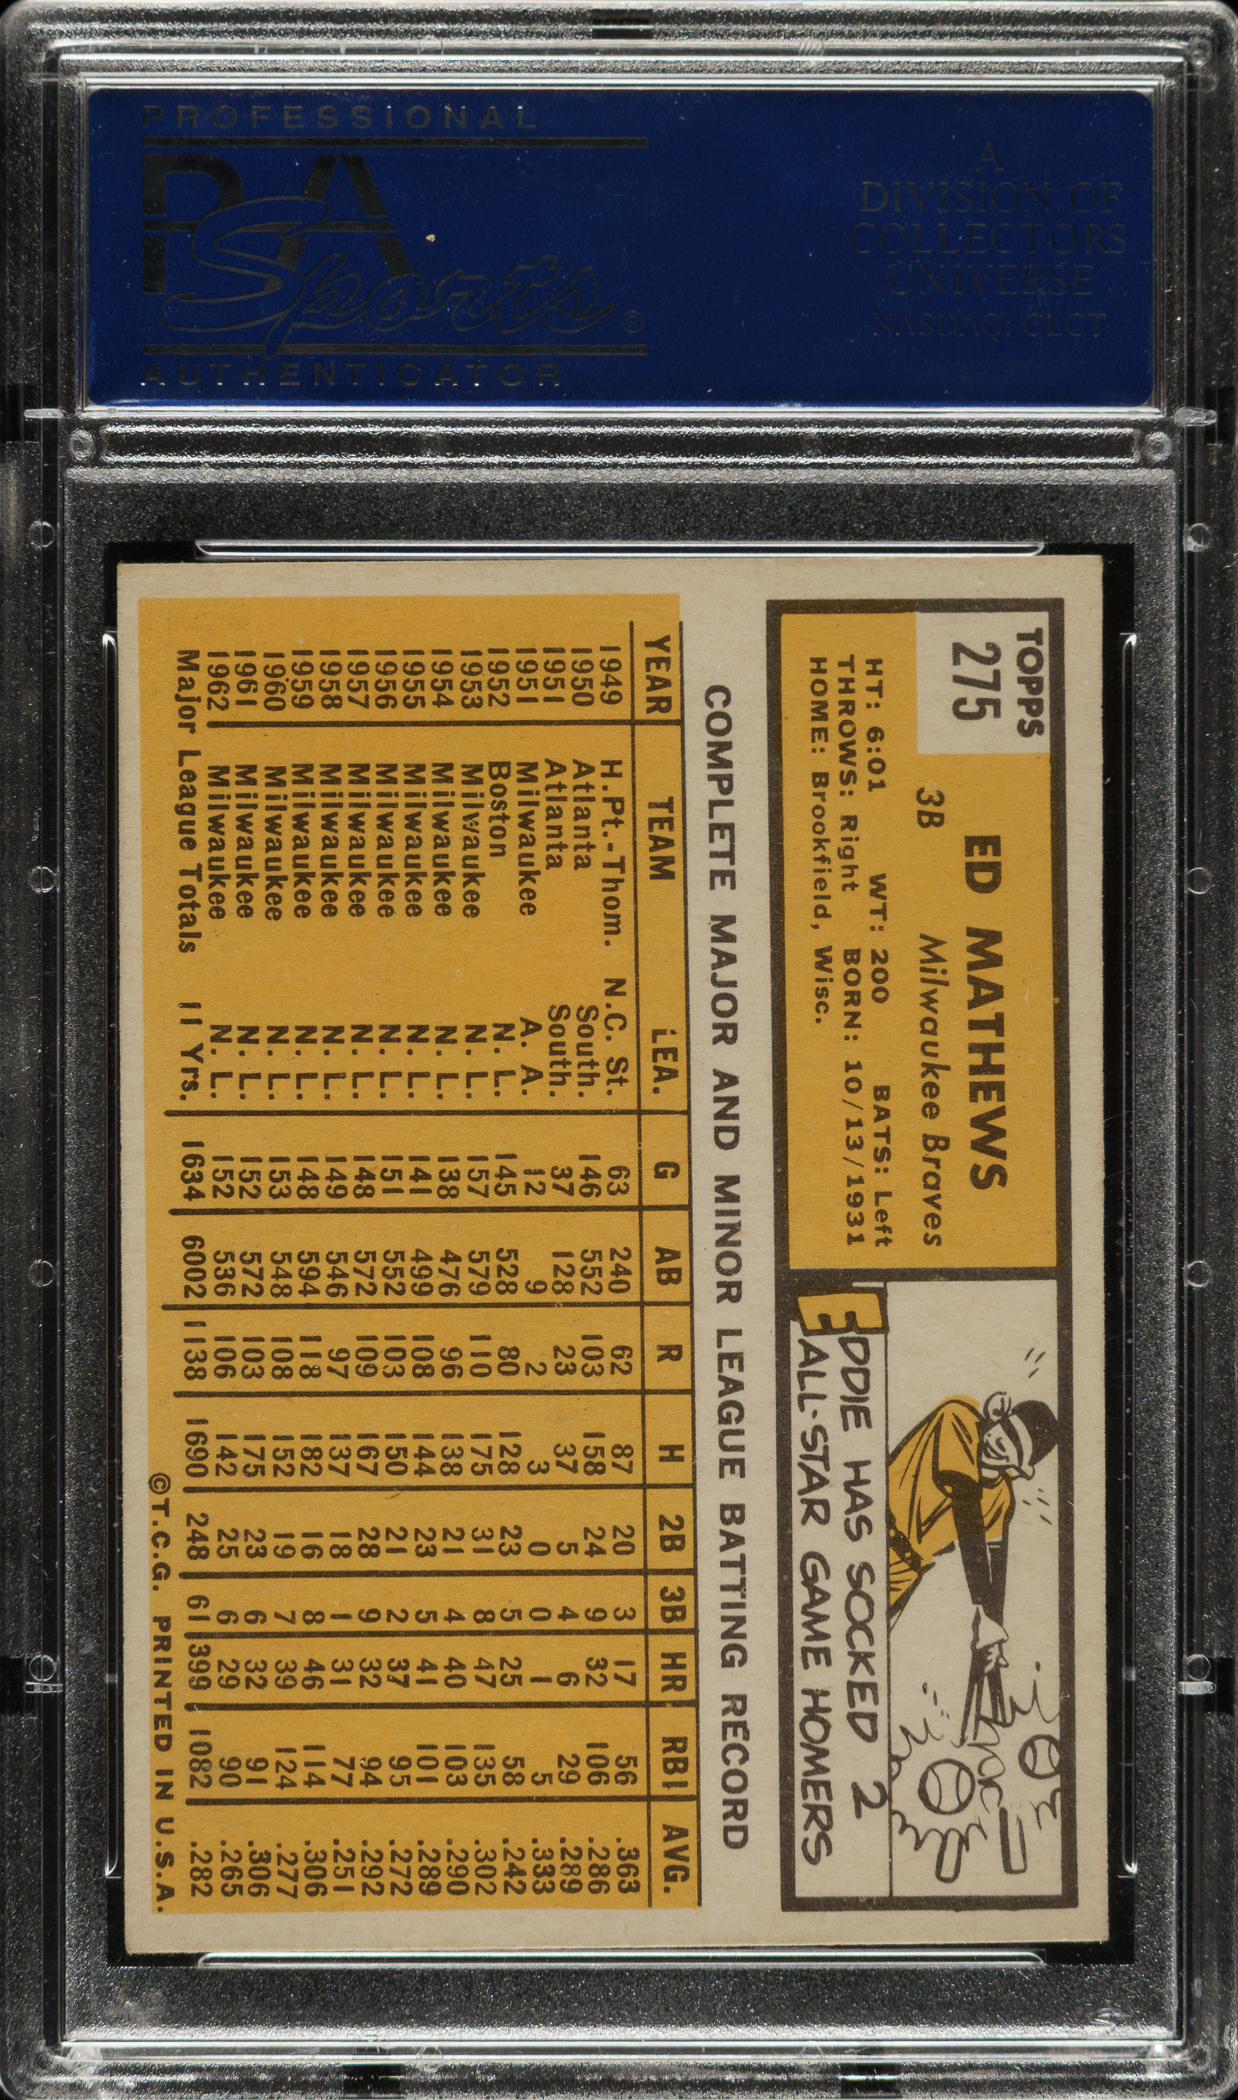 PROFESSIONAL
PSA
Sports®
AUTHENTICATOR
A
DIVISION OF
COLLECTORS
UNIVERSE
NASDAQ: CLCT
TOPPS
275
ED MATHEWS
3B Milwaukee Braves
HT: 6:01 WT: 200 BATS: Left
THROWS: Right BORN: 10/13/1931
HOME: Brookfield, Wisc.
EDDIE HAS SOCKED 2
ALL-STAR GAME HOMERS
COMPLETE MAJOR AND MINOR LEAGUE BATTING RECORD
YEAR TEAM LEA. G AB R H 2B 3B HR RBI AVG.
1949 H.Pt.-Thom. N.C. St. 63 240 62 87 20 3 17 56 .363
1950 Atlanta South. 146 552 103 158 24 9 32 106 .286
1951 Atlanta South. 37 128 23 37 5 4 6 29 .289
1951 Milwaukee A. A. 12 9 2 3 0 0 1 5 .333
1952 Boston N. L. 145 528 80 128 23 5 25 58 .242
1953 Milwaukee N. L. 157 579 110 175 31 8 47 135 .302
1954 Milwaukee N. L. 138 476 96 138 21 4 40 103 .290
1955 Milwaukee N. L. 141 499 108 144 23 5 41 101 .289
1956 Milwaukee N. L. 151 552 103 150 21 2 37 95 .272
1957 Milwaukee N. L. 148 572 109 167 28 9 32 94 .292
1958 Milwaukee N. L. 149 546 97 137 18 1 31 77 .251
1959 Milwaukee N. L. 148 594 118 182 16 8 46 114 .306
1960 Milwaukee N. L. 153 548 108 152 19 7 39 124 .277
1961 Milwaukee N. L. 152 572 103 175 23 6 32 91 .306
1962 Milwaukee N. L. 152 536 106 142 25 6 29 90 .265
Major League Totals 11 Yrs. 1634 6002 1138 1690 248 61 399 1082 .282
©T.C.G. PRINTED IN U.S.A.